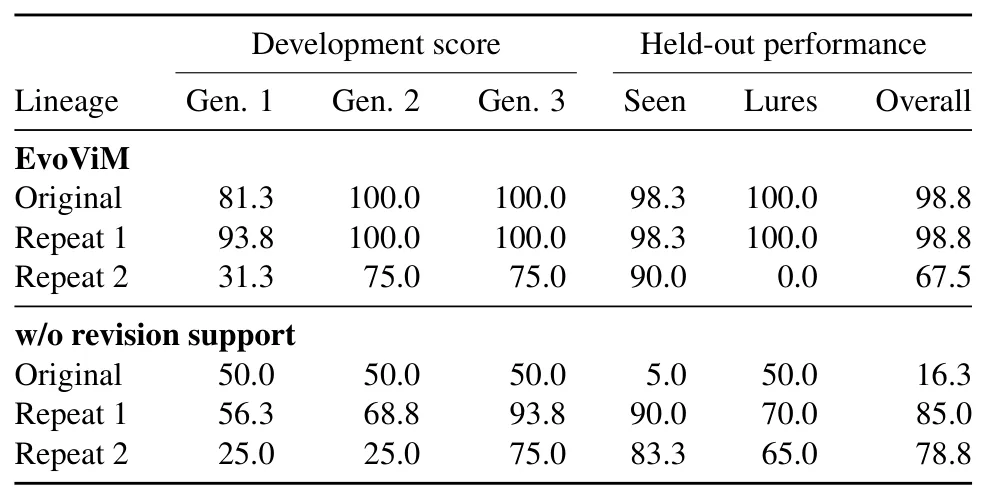 Development score Held-out performance
Lineage Gen. 1 Gen. 2 Gen. 3 Seen Lures Overall
EvoViM
Original 81.3 100.0 100.0 98.3 100.0 98.8
Repeat 1 93.8 100.0 100.0 98.3 100.0 98.8
Repeat 2 31.3 75.0 75.0 90.0 0.0 67.5
w/o revision support
Original 50.0 50.0 50.0 5.0 50.0 16.3
Repeat 1 56.3 68.8 93.8 90.0 70.0 85.0
Repeat 2 25.0 25.0 75.0 83.3 65.0 78.8